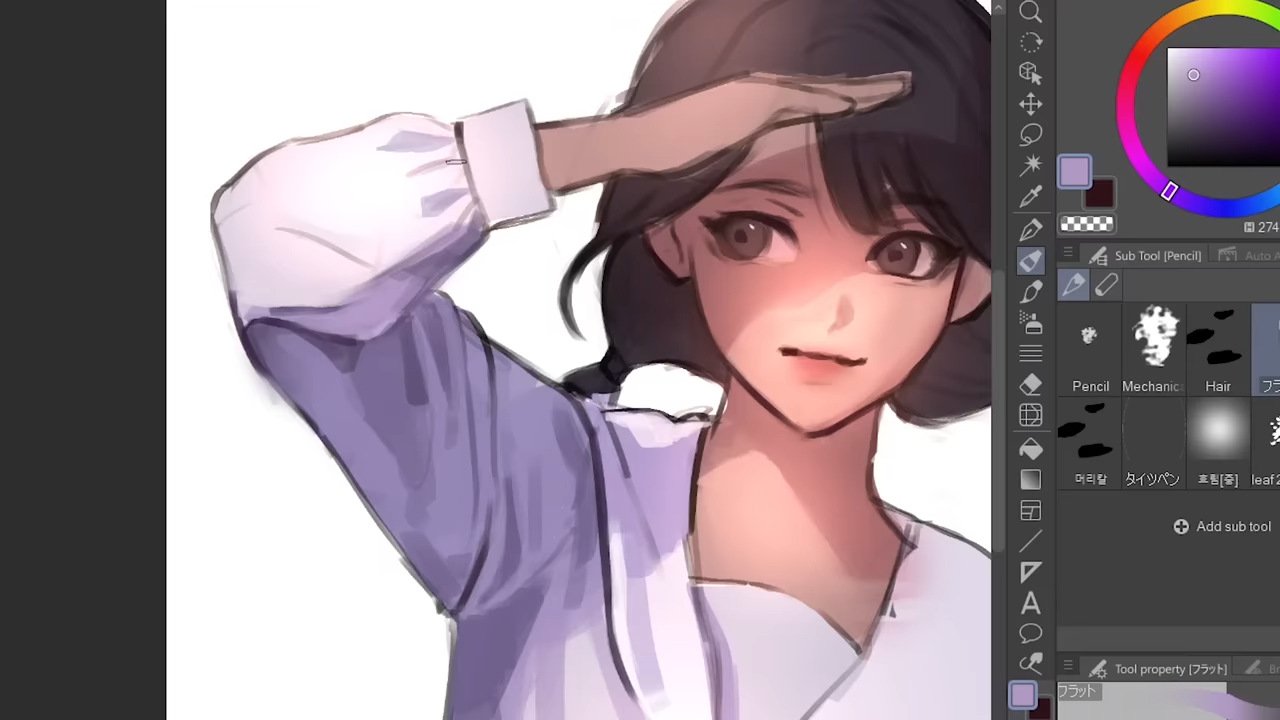 274
Sub Tool [Pencil]
Auto A
Pencil
Mechanic
Hair
フラ
머리칼
タイツペン
흐림[중]
leaf2
Add sub tool
Tool property [フラット]
フラット